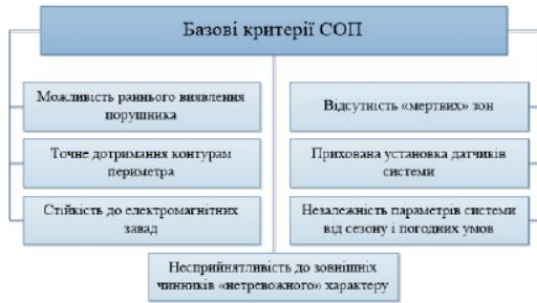 Базові критерії СОП
Можливість раннього виявлення
порушника
Точне дотримання контурам
периметра
Стійкість до електромагнітних
завад
Відсутність «мертвих» зон
Прихована установка датчиків
системи
Незалежність параметрів системи
від сезону і погодних умов
Несприйнятливість до зовнішніх
чинників «нетревожного» характеру